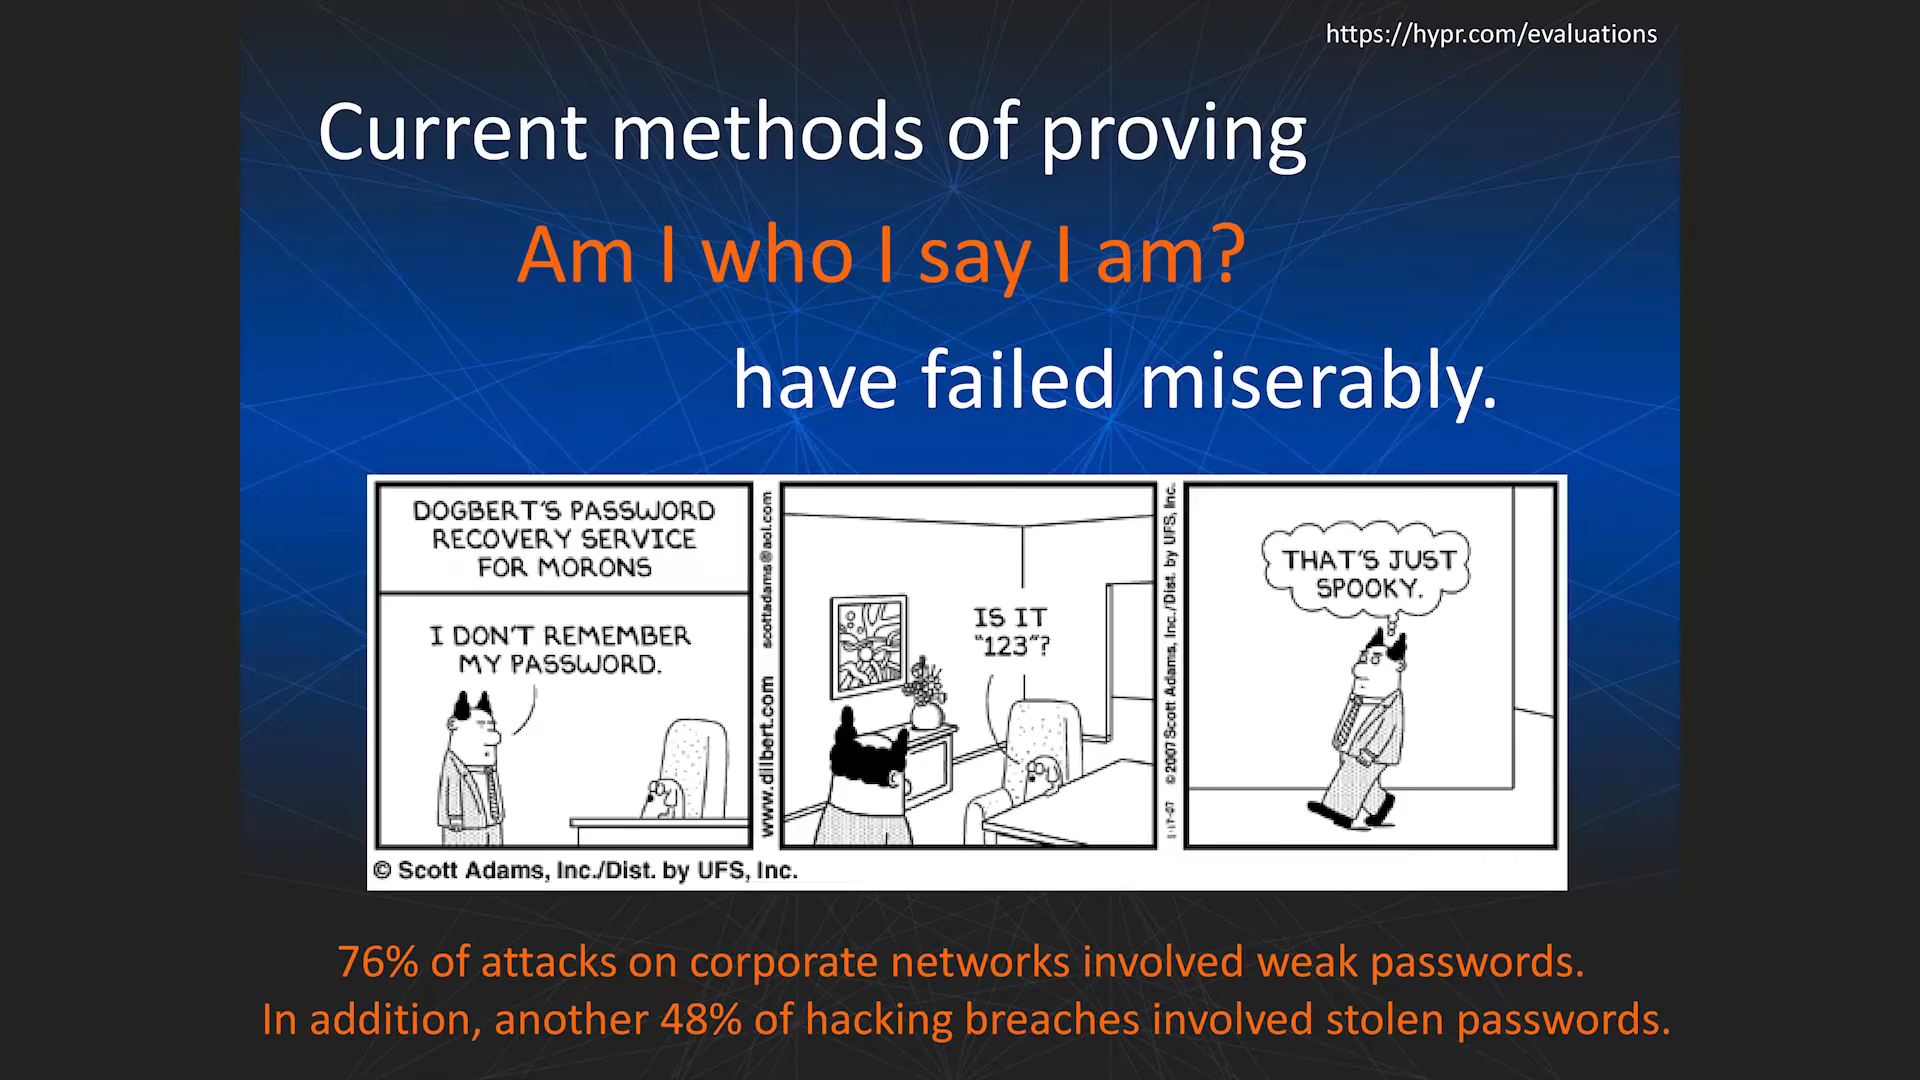 https://hypr.com/evaluations
Current methods of proving
Am I who I say I am?
have failed miserably.
DOGBERT'S PASSWORD
RECOVERY SERVICE
FOR MORONS
I DON'T REMEMBER
MY PASSWORD.
www.dilbert.com scottadams@aol.com
IS IT
"123"?
1-17-07 ©2007 Scott Adams, Inc./Dist. by UFS, Inc.
THAT'S JUST
SPOOKY.
© Scott Adams, Inc./Dist. by UFS, Inc.
76% of attacks on corporate networks involved weak passwords.
In addition, another 48% of hacking breaches involved stolen passwords.